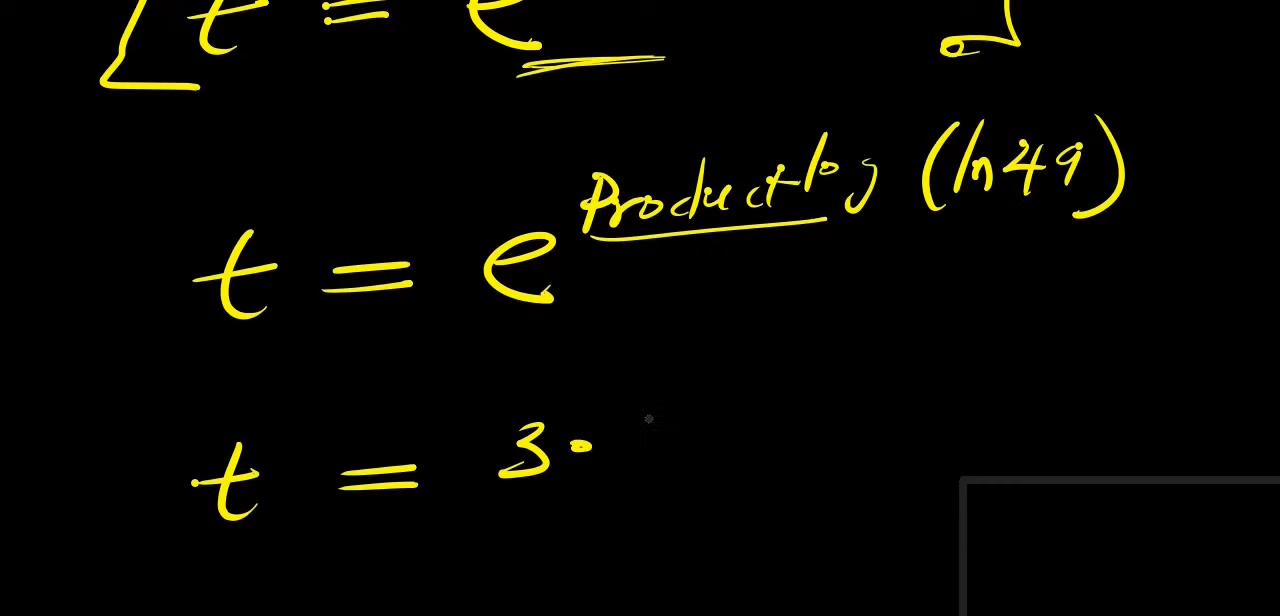 t = e
t = e^Productlog (ln49)
t = 3.